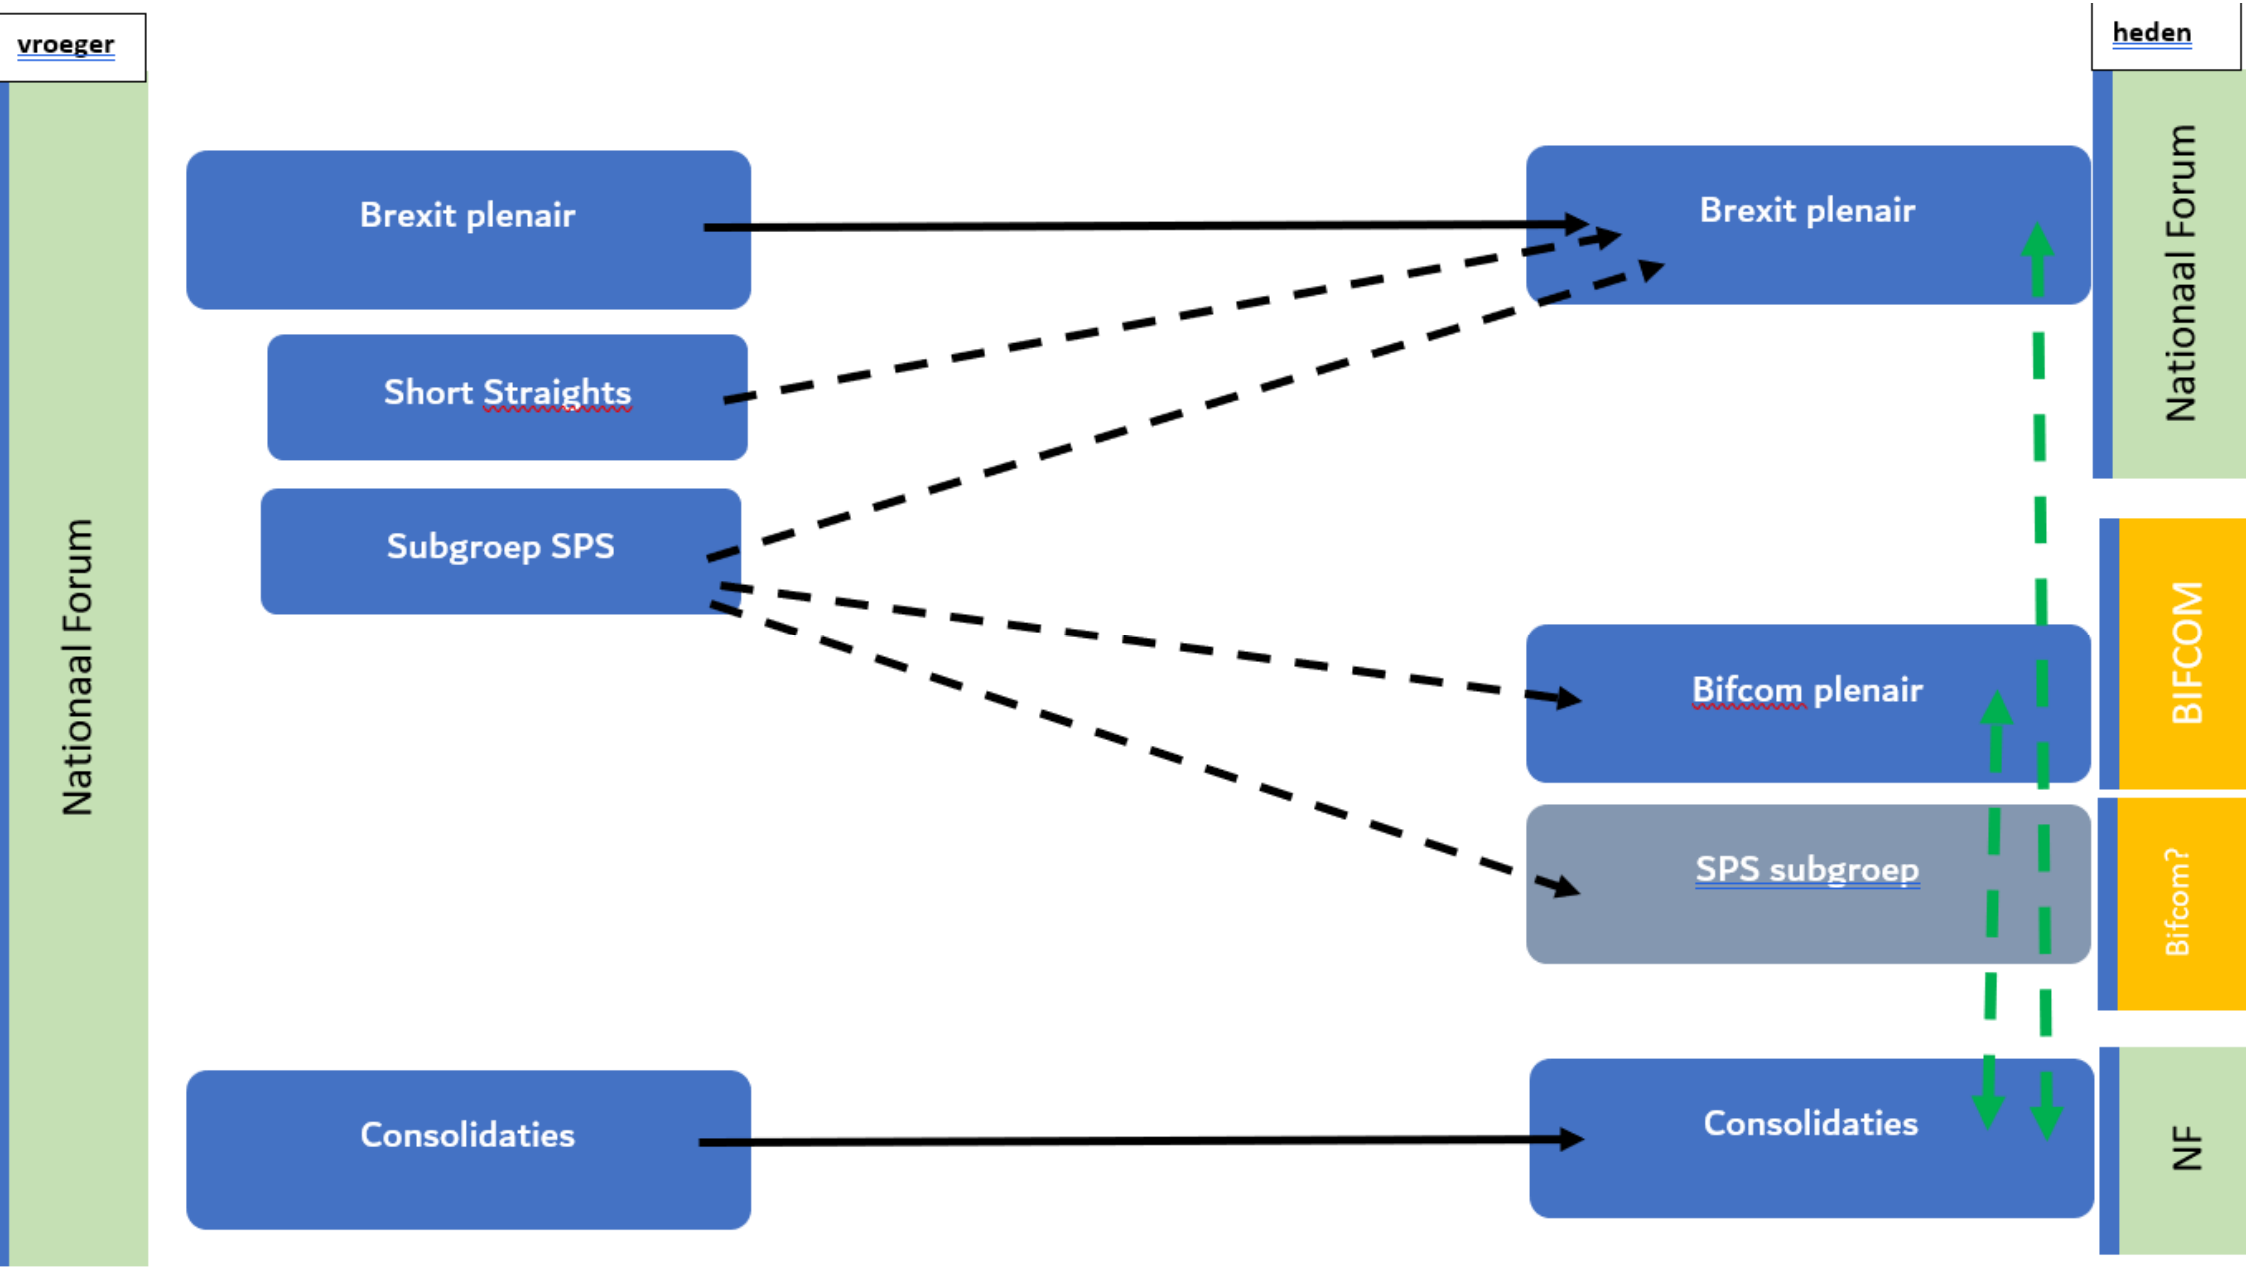 vroeger
heden
Nationaal Forum
Brexit plenair
Short Straights
Subgroep SPS
Consolidaties
Brexit plenair
Bifcom plenair
SPS subgroep
Consolidaties
Nationaal Forum
BIFCOM
Bifcom?
NF